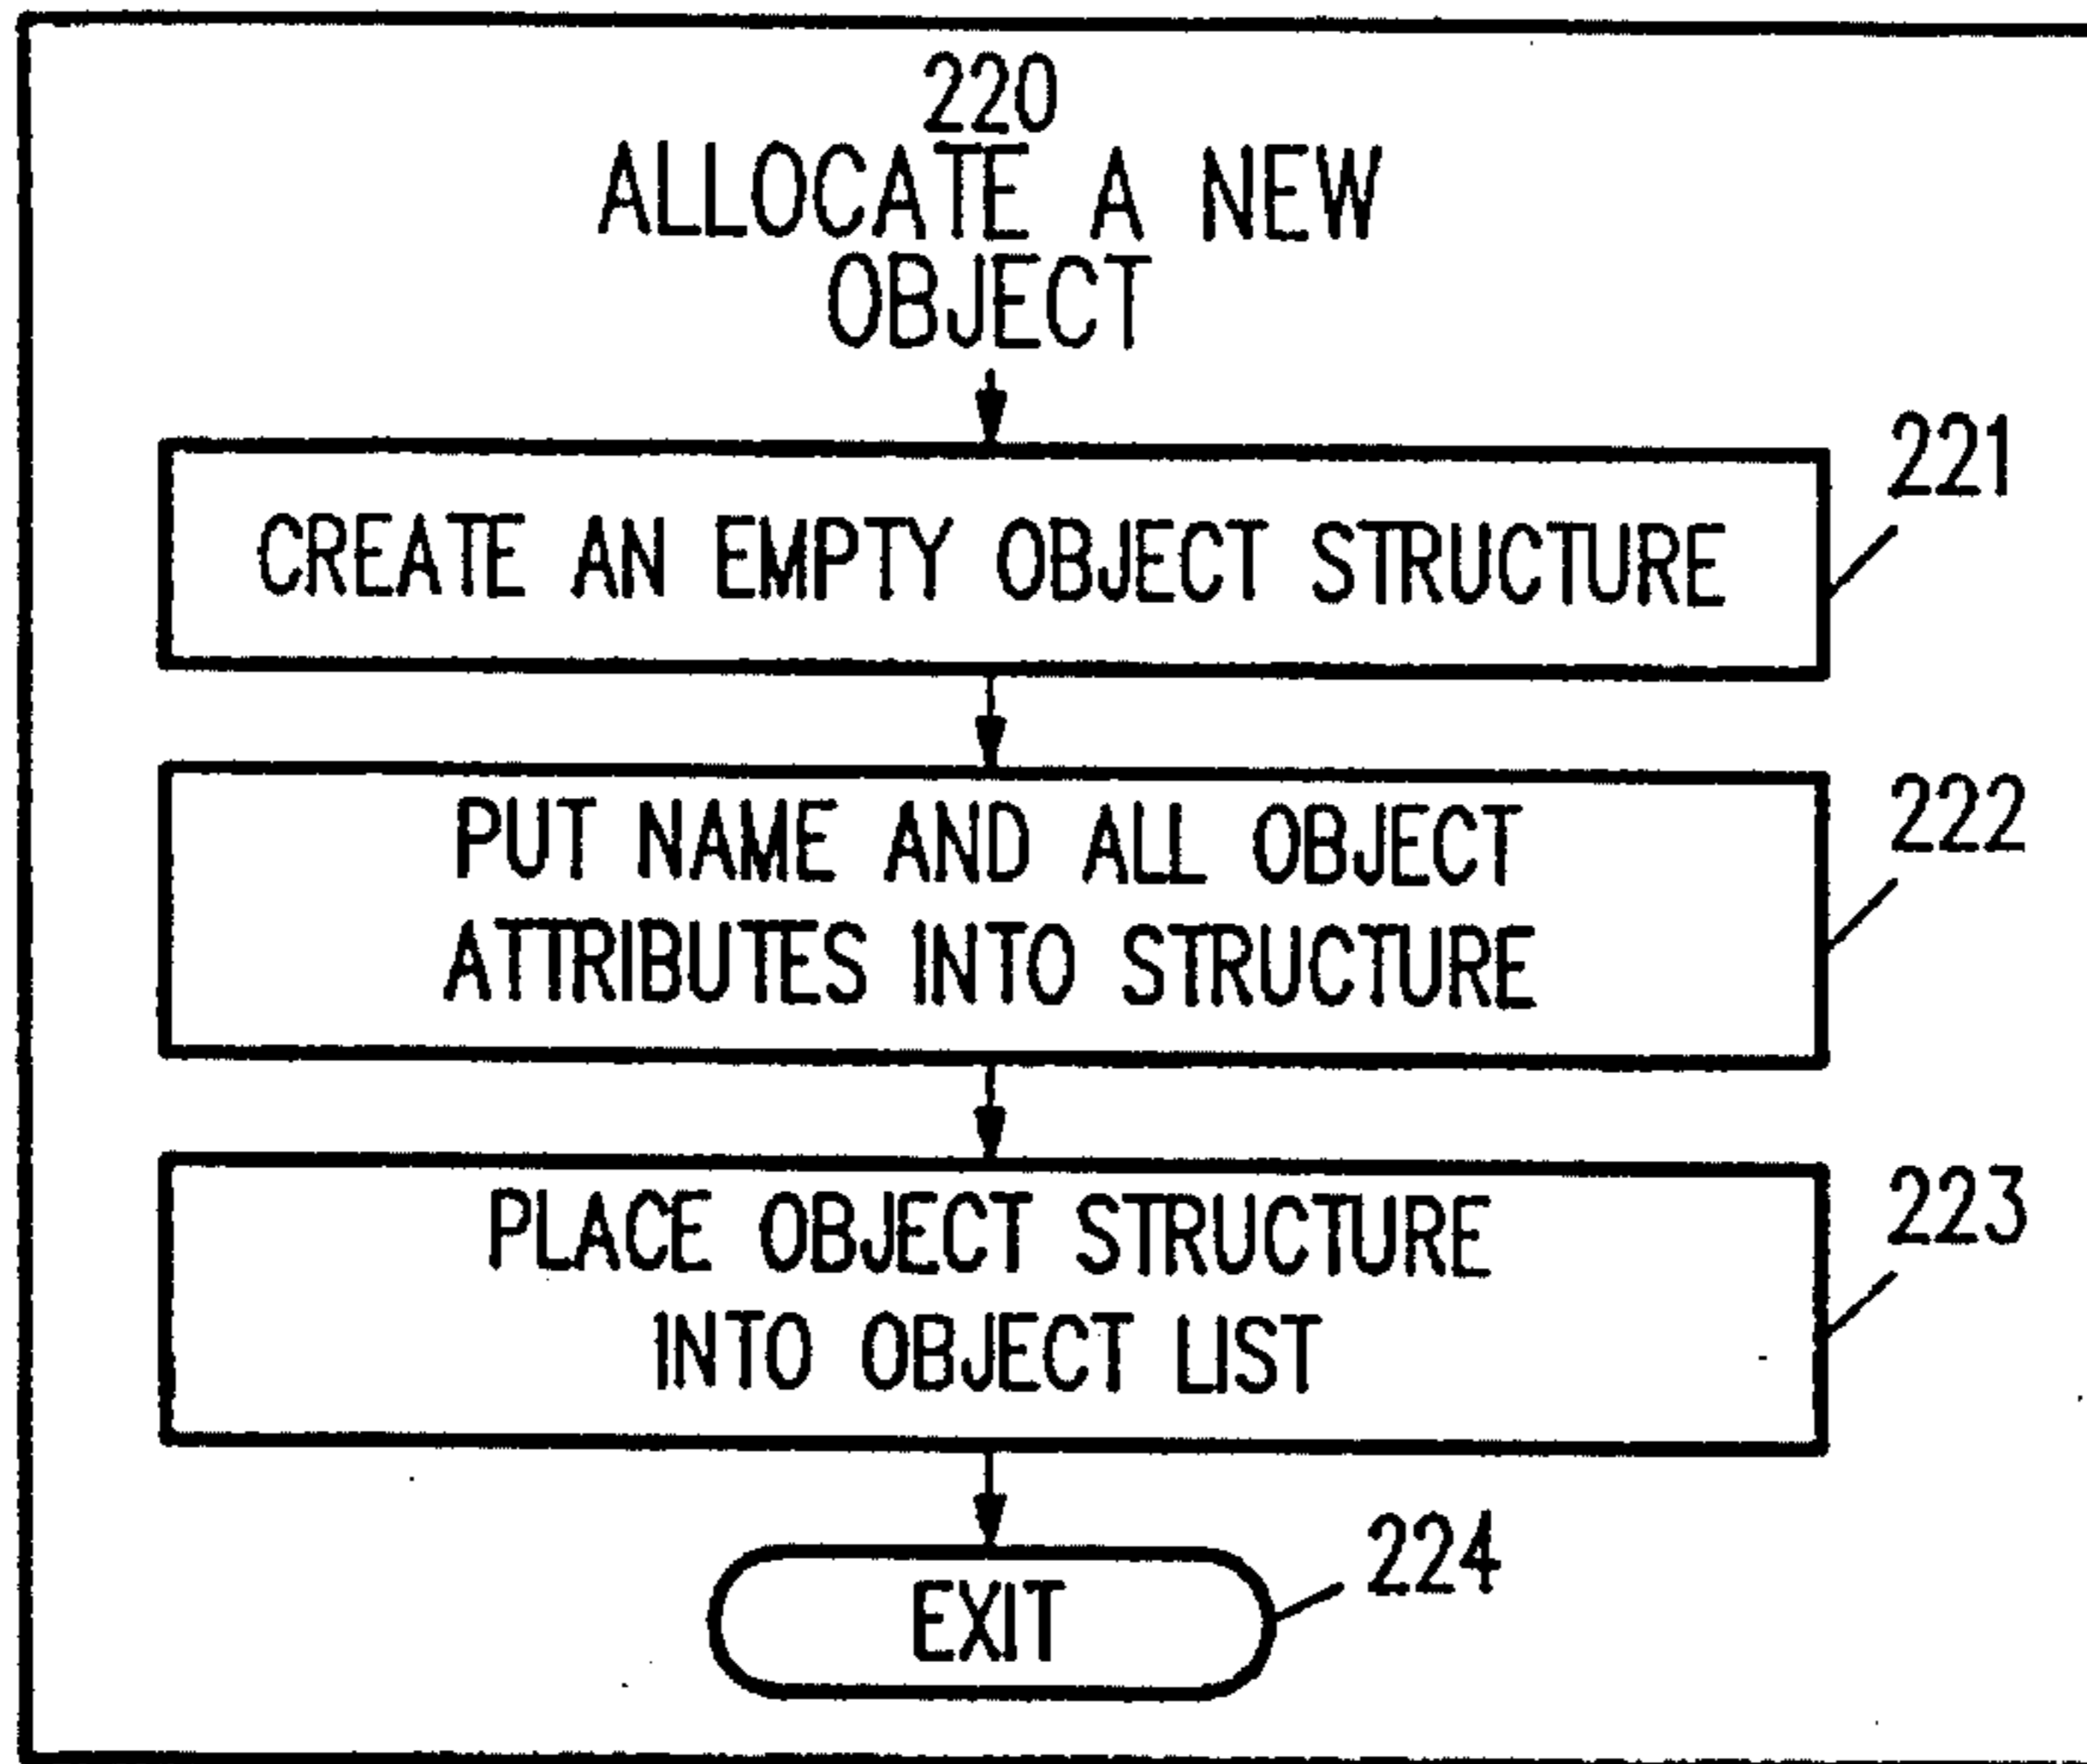 220
ALLOCATE A NEW
OBJECT
221
CREATE AN EMPTY OBJECT STRUCTURE
222
PUT NAME AND ALL OBJECT
ATTRIBUTES INTO STRUCTURE
223
PLACE OBJECT STRUCTURE
INTO OBJECT LIST
224
EXIT